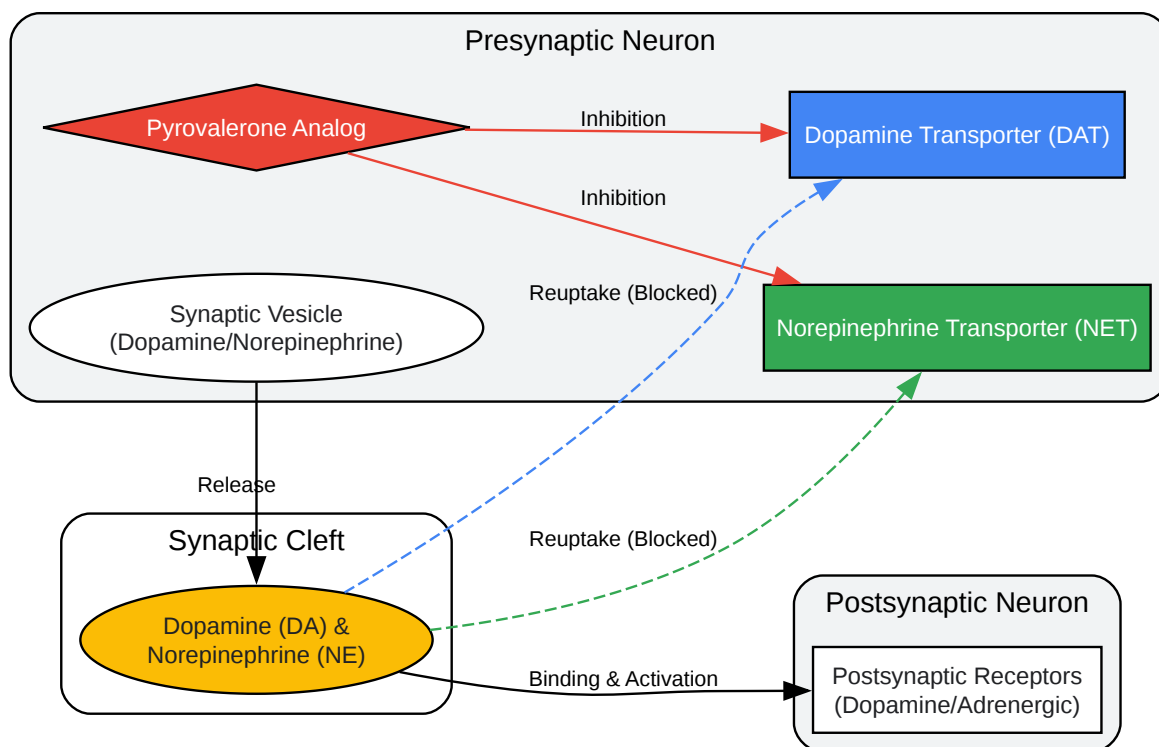 Presynaptic Neuron
Pyrovalerone Analog
Inhibition
Dopamine Transporter (DAT)
Inhibition
Reuptake (Blocked)
Synaptic Vesicle
(Dopamine/Norepinephrine)
Norepinephrine Transporter (NET)
Release
Synaptic Cleft
Reuptake (Blocked)
Dopamine (DA) &
Norepinephrine (NE)
Binding & Activation
Postsynaptic Neuron
Postsynaptic Receptors
(Dopamine/Adrenergic)